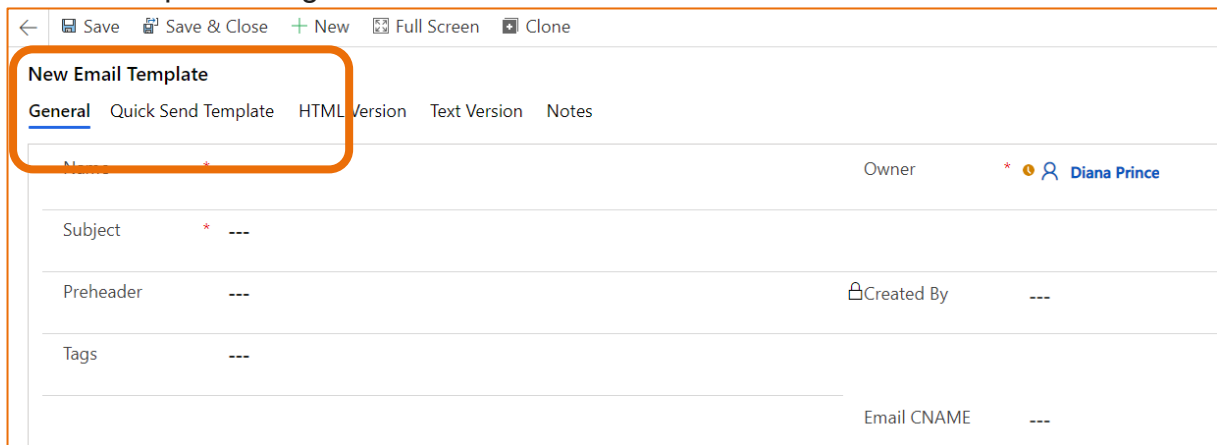 Save Save & Close New Full Screen Clone
New Email Template
General Quick Send Template HTML Version Text Version Notes
Name * Owner * Diana Prince
Subject * ---
Preheader --- Created By ---
Tags ---
Email CNAME ---